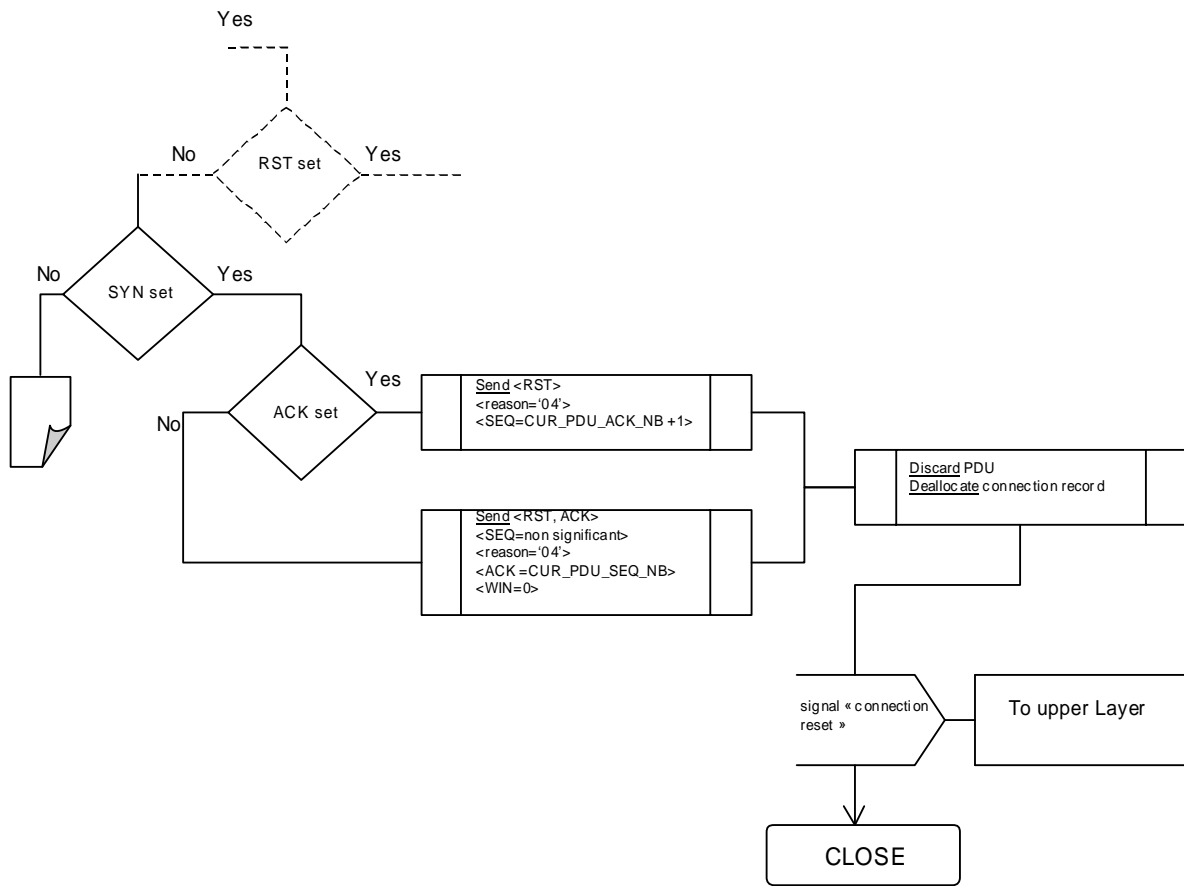 Yes
No
RST set
Yes
No
SYN set
Yes
No
ACK set
Yes
Send <RST>
<reason=‘04’>
<SEQ=CUR_PDU_ACK_NB +1>
Send <RST, ACK>
<SEQ=non significant>
<reason=‘04’>
<ACK =CUR_PDU_SEQ_NB>
<WIN=0>
Discard PDU
Deallocate connection record
signal « connection
reset »
To upper Layer
CLOSE